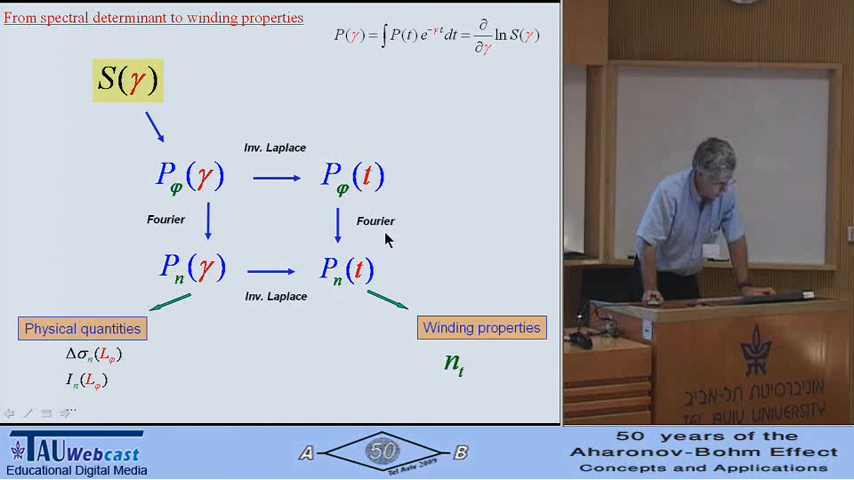 From spectral determinant to winding properties
P(γ) = ∫ P(t) e^{-γt} dt = ∂/∂γ ln S(γ)
S(γ)
Inv. Laplace
P_φ(γ)
P_φ(t)
Fourier
Fourier
P_n(γ)
P_n(t)
Inv. Laplace
Physical quantities
Winding properties
Δσ_n(L_φ)
I_n(L_φ)
...
n_t
אוניברסיטת תל-אביב
TEL AVIV UNIVERSITY
TAU Webcast
Educational Digital Media
A 50 B
Tel Aviv 2009
50 years of the
Aharonov-Bohm Effect
Concepts and Applications